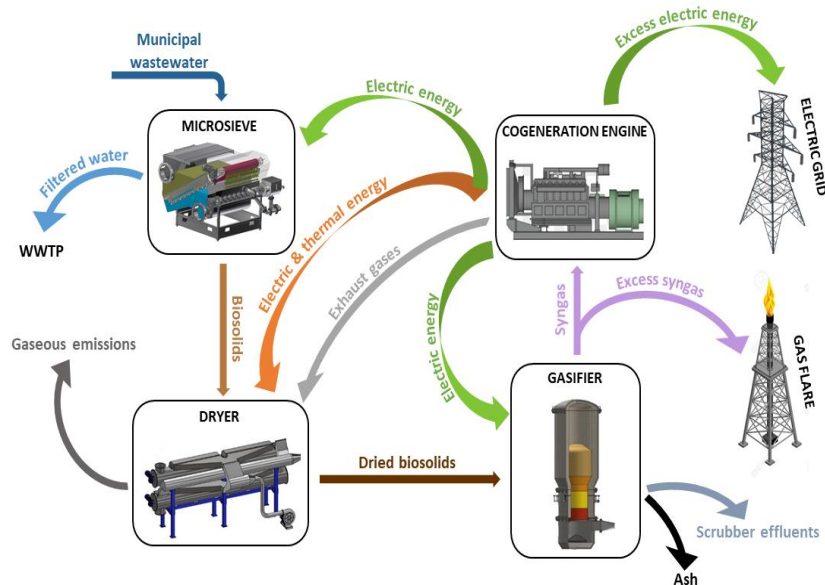 Municipal
wastewater
Excess electric energy
Electric energy
MICROSIEVE
COGENERATION ENGINE
ELECTRIC GRID
Filtered water
WWTP
Electric & thermal energy
Exhaust gases
Biosolids
Electric energy
Syngas
Excess syngas
Gaseous emissions
GAS FLARE
GASIFIER
DRYER
Dried biosolids
Scrubber effluents
Ash